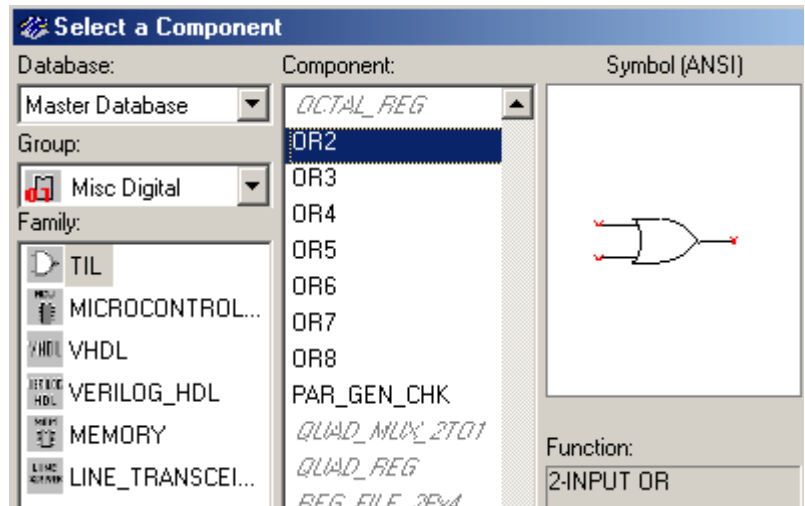 Select a Component
Database:
Master Database
Group:
Misc Digital
Family:
TIL
MICROCONTROL...
VHDL
VERILOG_HDL
MEMORY
LINE_TRANSCEI...
Component:
OCTAL_REG
OR2
OR3
OR4
OR5
OR6
OR7
OR8
PAR_GEN_CHK
QUAD_MUX_2TO1
QUAD_REG
Symbol (ANSI)
Function:
2-INPUT OR